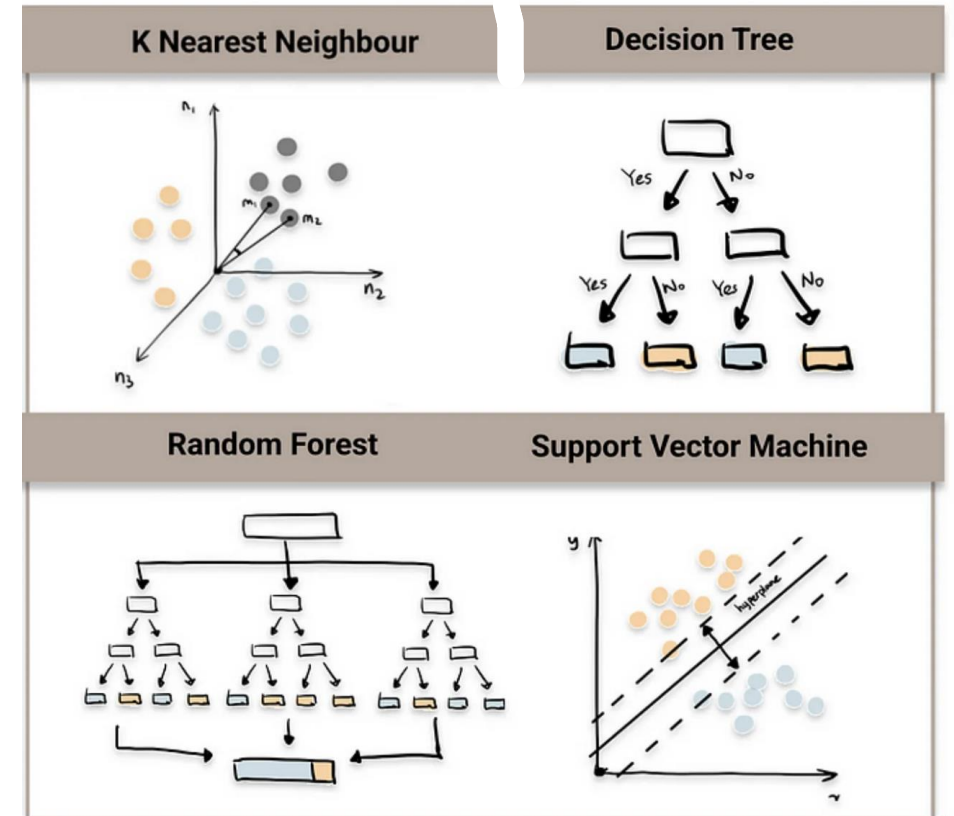 K Nearest Neighbour
Decision Tree
n1
m1
m2
n2
n3
Yes
No
Yes
No
Yes
No
Random Forest
Support Vector Machine
y
hyperplane
x